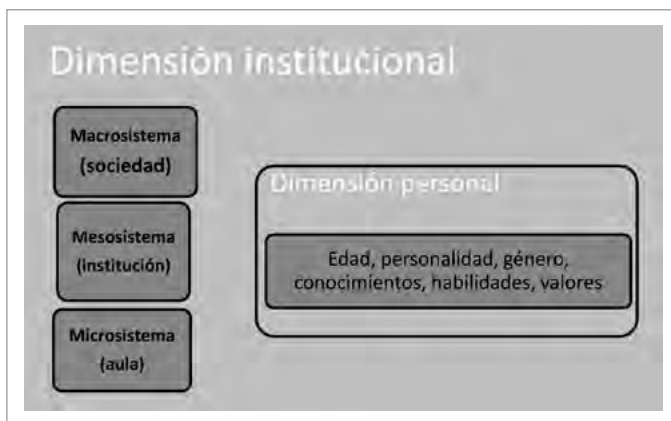 Dimensión institucional
Macrosistema
(sociedad)
Mesosistema
(institución)
Microsistema
(aula)
Dimensión personal
Edad, personalidad, género,
conocimientos, habilidades, valores